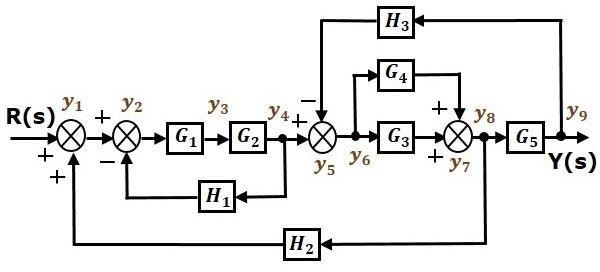 H3
G4
R(s)
y1
y2
y3
y4
y5
y6
y7
y8
y9
+
+
+
−
G1
G2
+
−
G3
+
+
G5
Y(s)
H1
H2